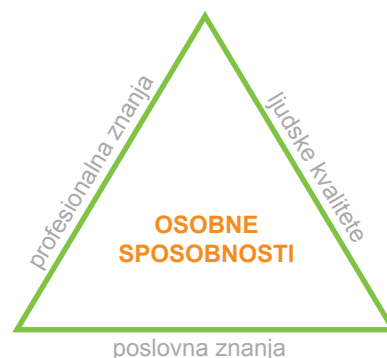 profesionalna znanja
ljudske kvalitete
OSOBNE
SPOSOBNOSTI
poslovna znanja